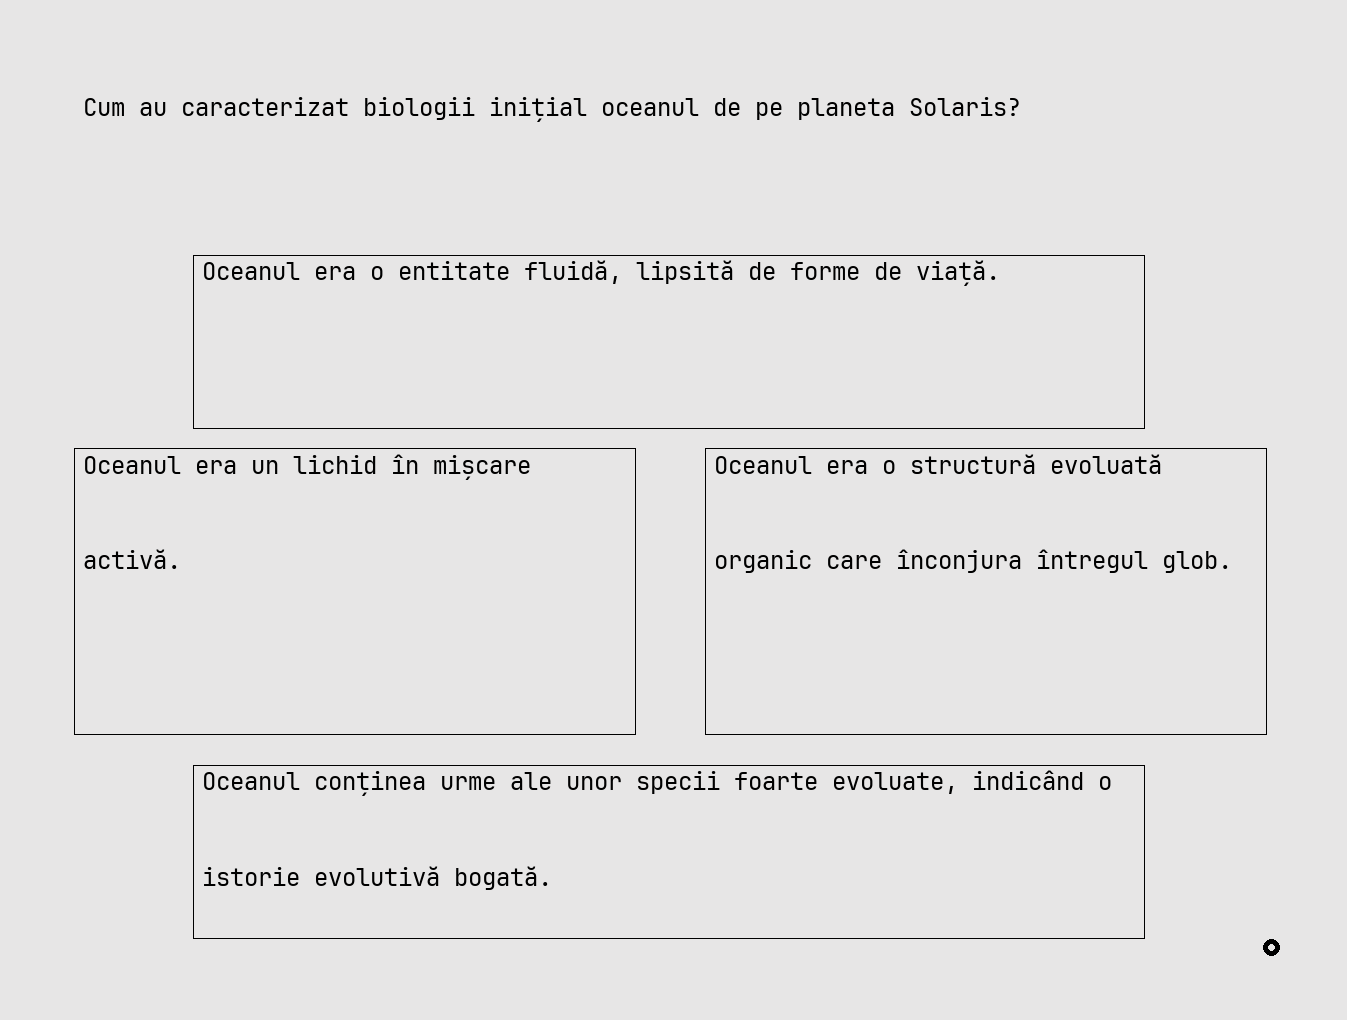 Cum au caracterizat biologii inițial oceanul de pe planeta Solaris?
Oceanul era o entitate fluidă, lipsită de forme de viață.
Oceanul era un lichid în mișcare
activă.
Oceanul era o structură evoluată
organic care înconjura întregul glob.
Oceanul conținea urme ale unor specii foarte evoluate, indicând o
istorie evolutivă bogată.